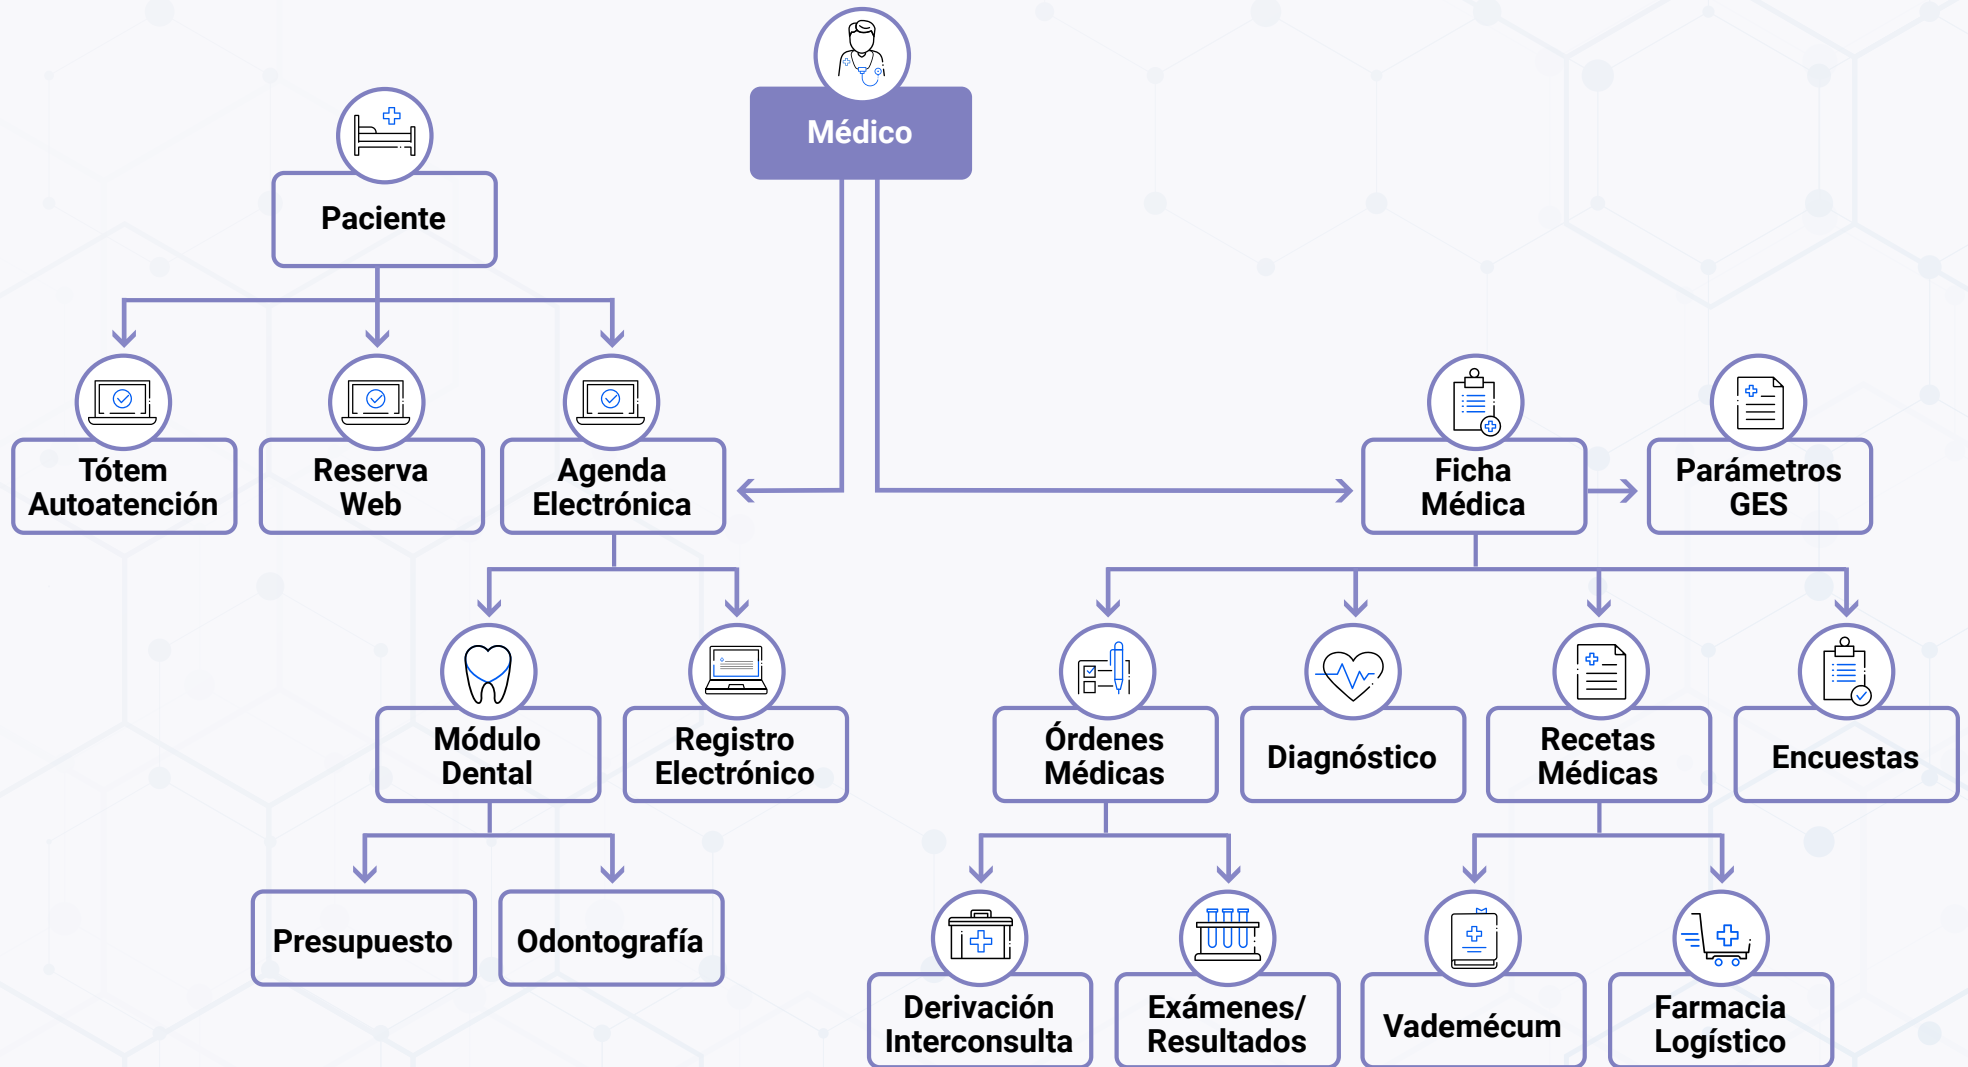 Médico
Paciente
Tótem
Autoatención
Reserva
Web
Agenda
Electrónica
Ficha
Médica
Parámetros
GES
Módulo
Dental
Registro
Electrónico
Órdenes
Médicas
Diagnóstico
Recetas
Médicas
Encuestas
Presupuesto
Odontografía
Derivación
Interconsulta
Exámenes/
Resultados
Vademécum
Farmacia
Logístico